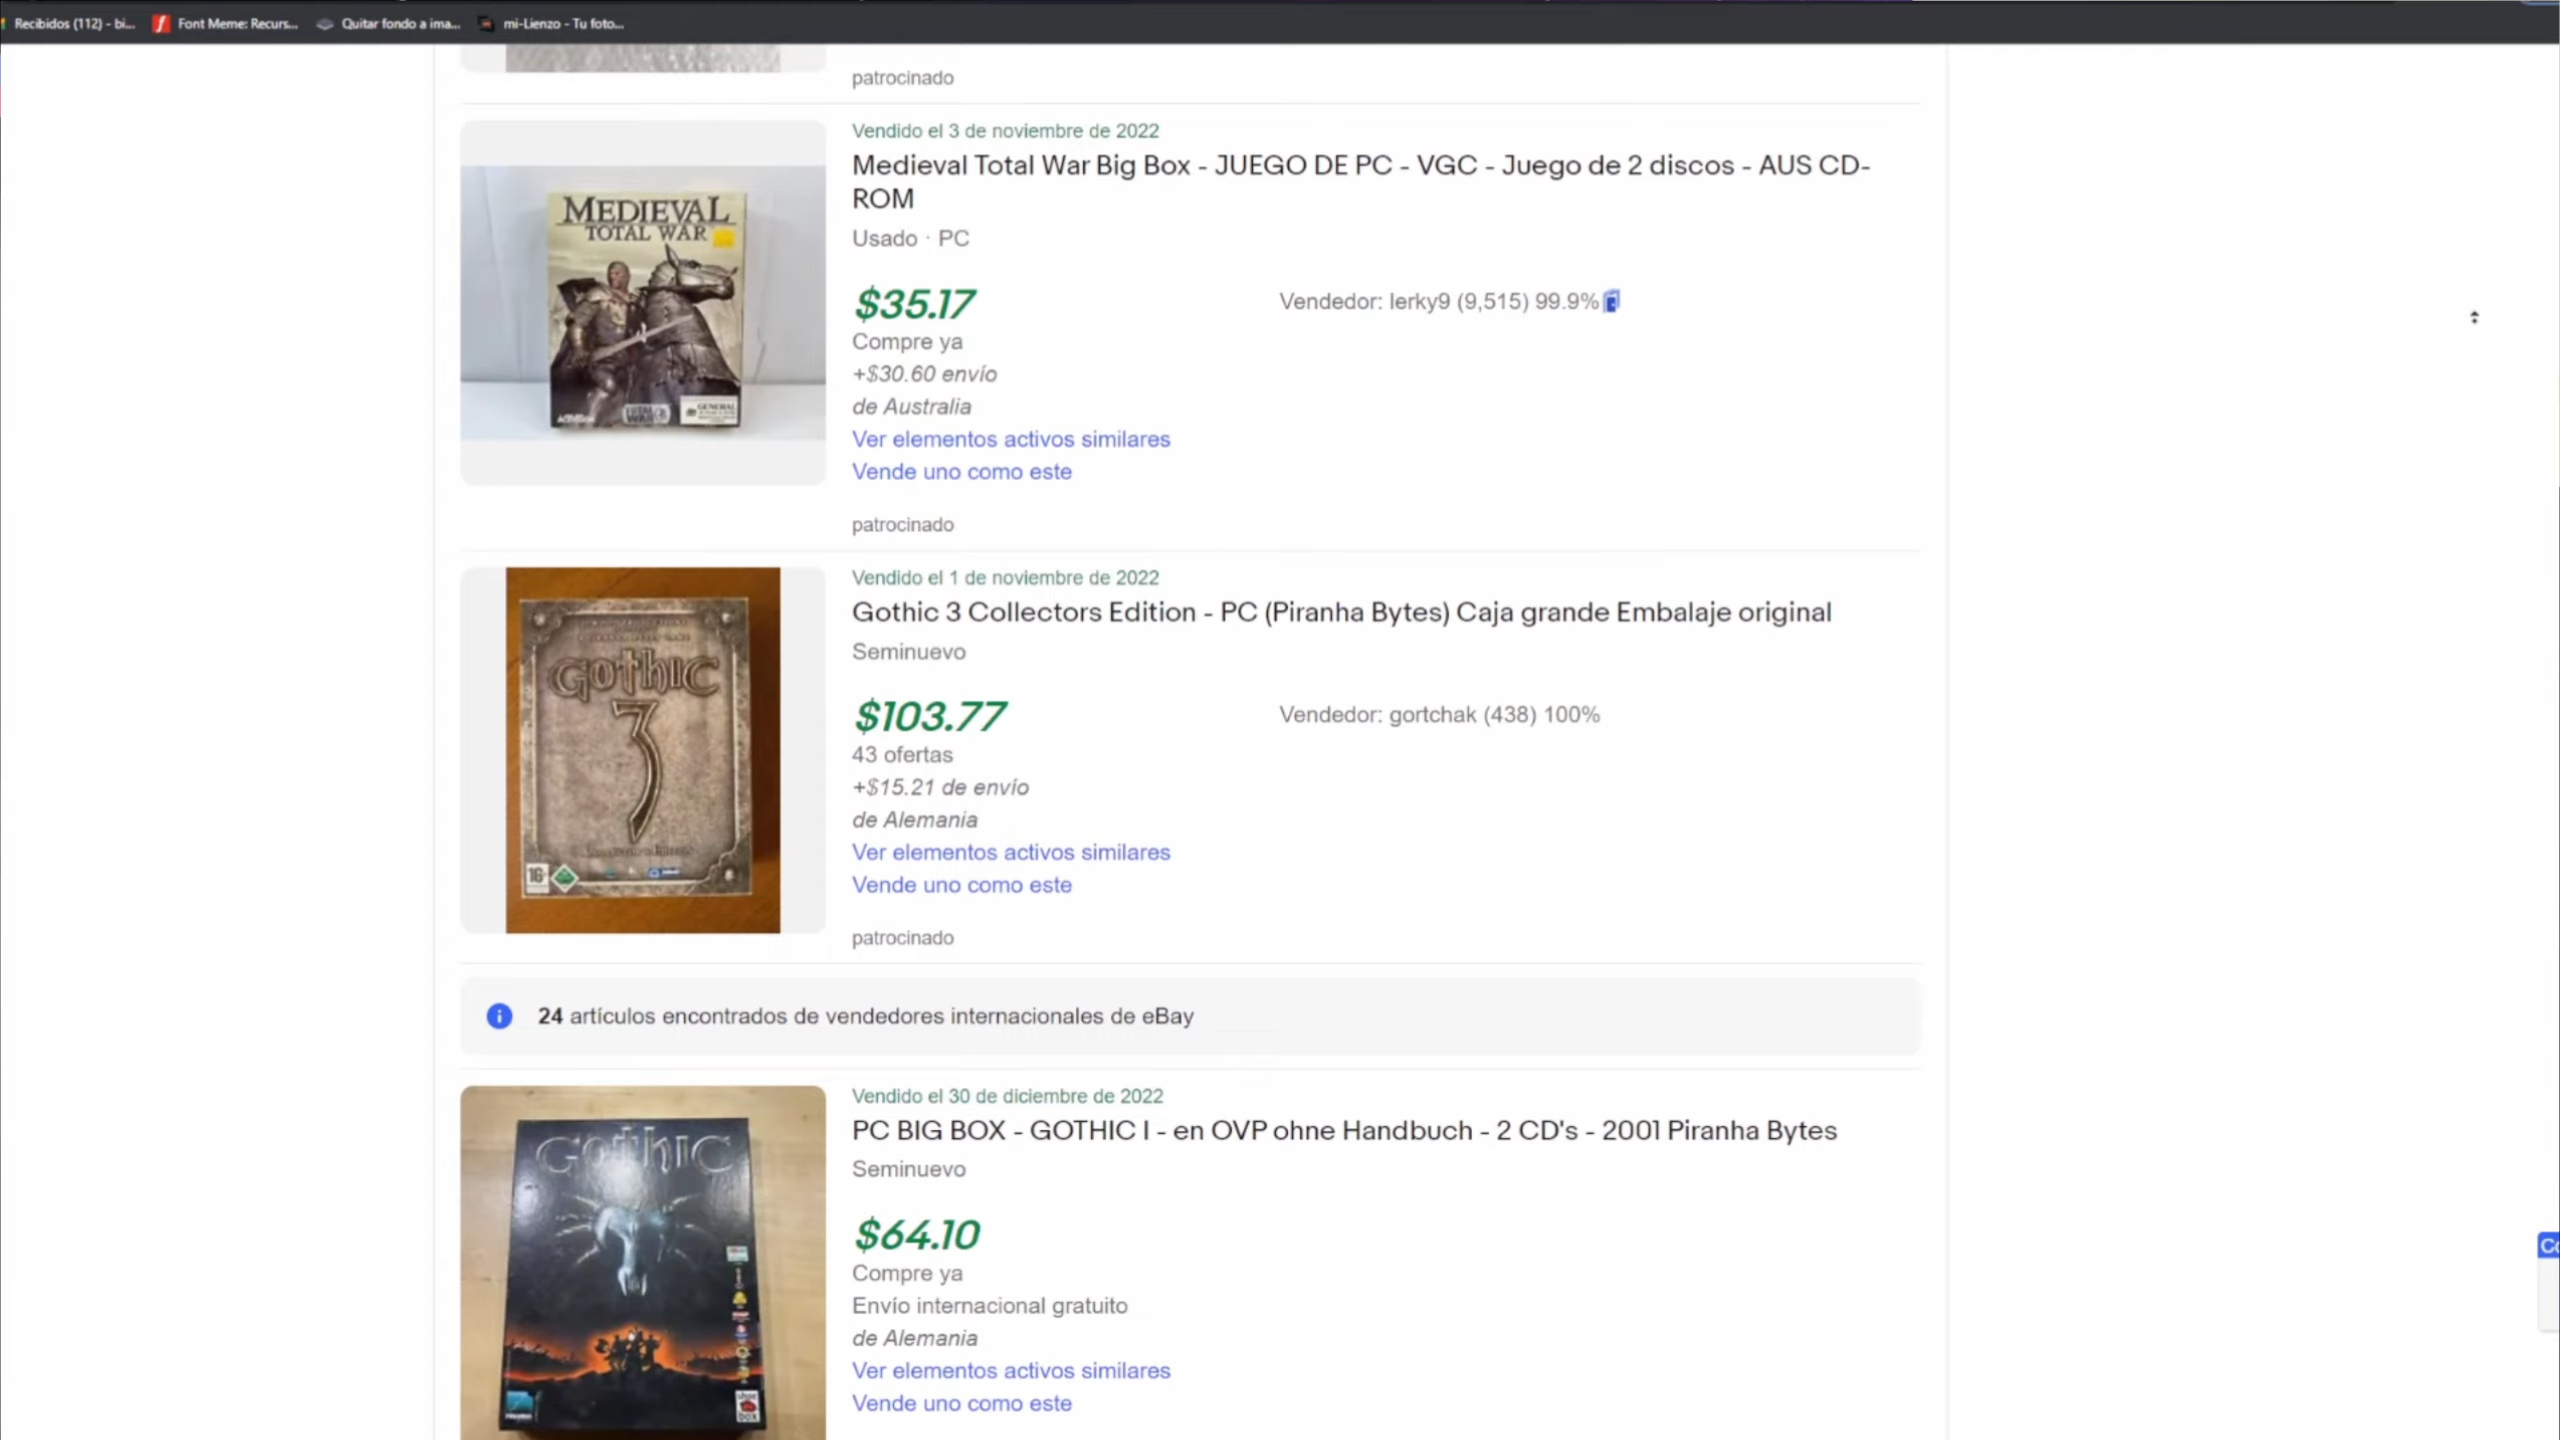 Recibidos (112) - bi...
Font Meme: Recurs...
Quitar fondo a ima...
mi-Lienzo - Tu foto...
patrocinado
MEDIEVAL
TOTAL WAR
Vendido el 3 de noviembre de 2022
Medieval Total War Big Box - JUEGO DE PC - VGC - Juego de 2 discos - AUS CD-
ROM
Usado · PC
$35.17
Vendedor: lerky9 (9,515) 99.9%
Compre ya
+$30.60 envío
de Australia
Ver elementos activos similares
Vende uno como este
patrocinado
GOTHIC
3
16
Vendido el 1 de noviembre de 2022
Gothic 3 Collectors Edition - PC (Piranha Bytes) Caja grande Embalaje original
Seminuevo
$103.77
Vendedor: gortchak (438) 100%
43 ofertas
+$15.21 de envío
de Alemania
Ver elementos activos similares
Vende uno como este
patrocinado
24 artículos encontrados de vendedores internacionales de eBay
GOTHIC
Vendido el 30 de diciembre de 2022
PC BIG BOX - GOTHIC I - en OVP ohne Handbuch - 2 CD's - 2001 Piranha Bytes
Seminuevo
$64.10
Compre ya
Envío internacional gratuito
de Alemania
Ver elementos activos similares
Vende uno como este